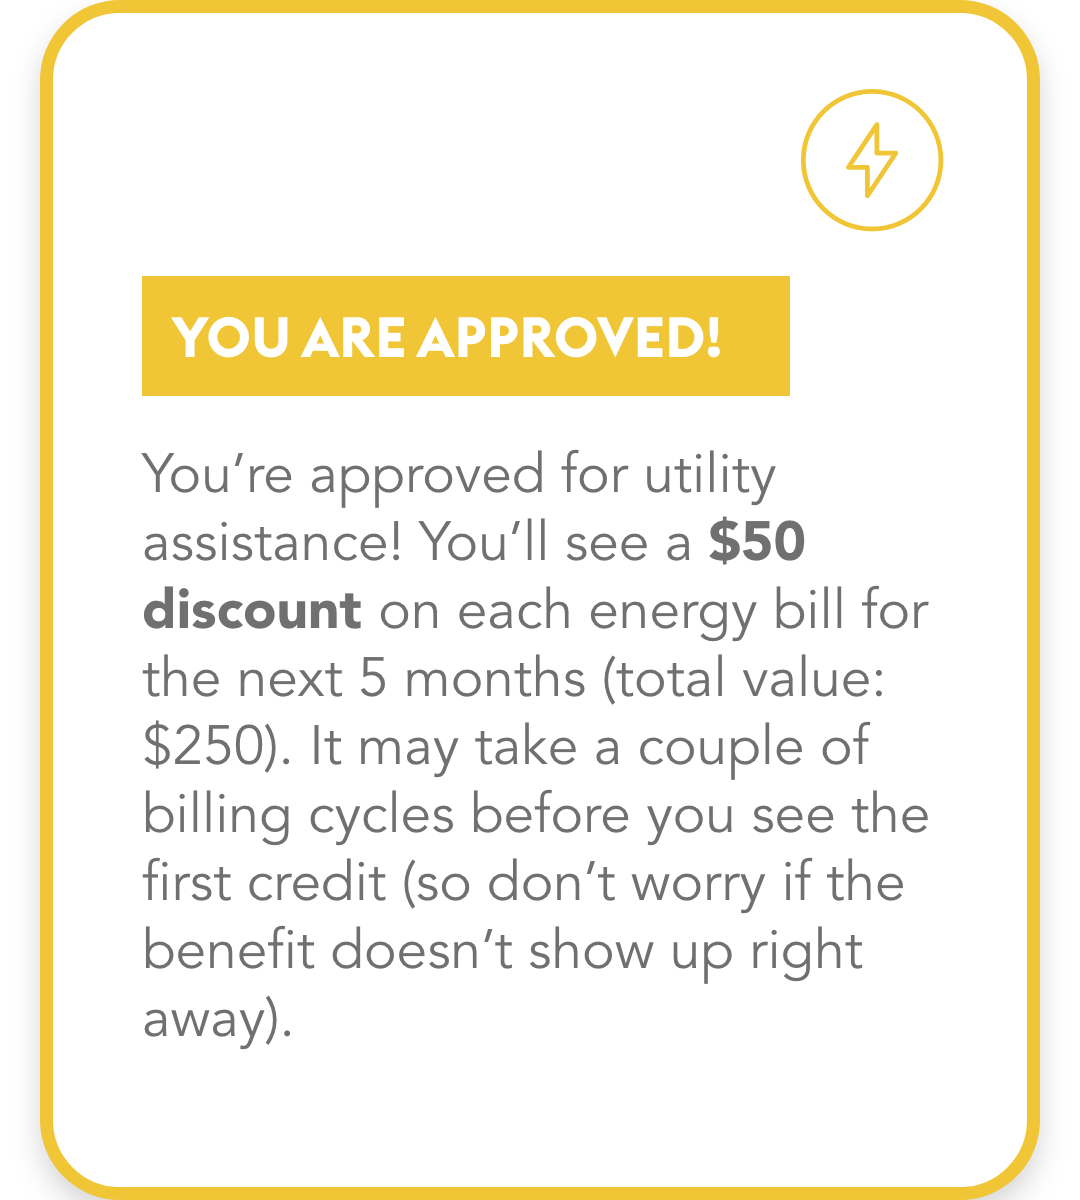 YOU ARE APPROVED!
You’re approved for utility
assistance! You’ll see a $50
discount on each energy bill for
the next 5 months (total value:
$250). It may take a couple of
billing cycles before you see the
first credit (so don’t worry if the
benefit doesn’t show up right
away).